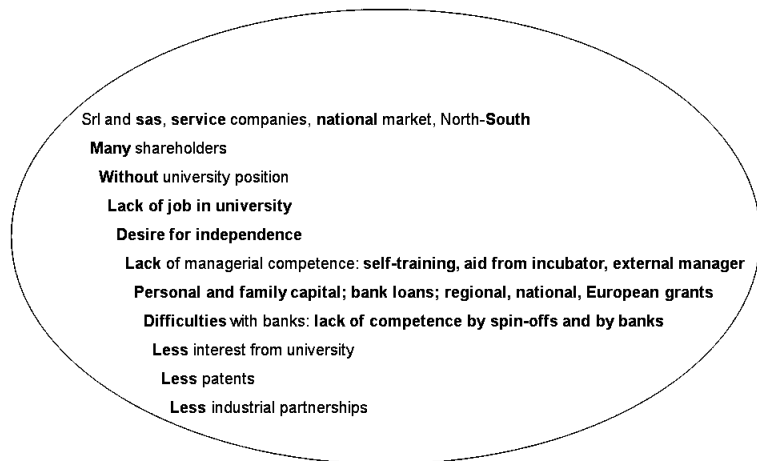 Srl and sas, service companies, national market, North-South
Many shareholders
Without university position
Lack of job in university
Desire for independence
Lack of managerial competence: self-training, aid from incubator, external manager
Personal and family capital; bank loans; regional, national, European grants
Difficulties with banks: lack of competence by spin-offs and by banks
Less interest from university
Less patents
Less industrial partnerships